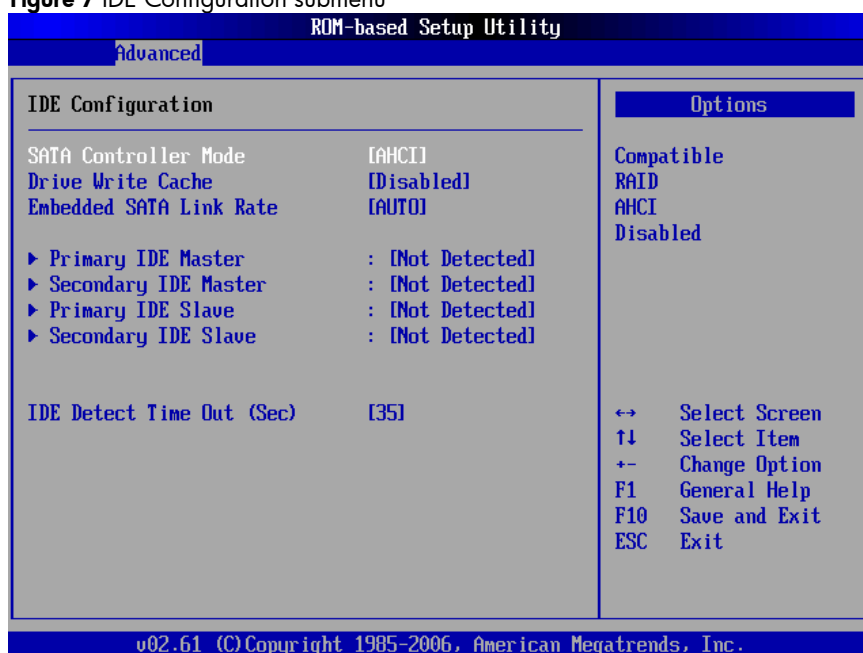 Figure 7 IDE Configuration submenu
ROM-based Setup Utility
Advanced
IDE Configuration
SATA Controller Mode [AHCI]
Drive Write Cache [Disabled]
Embedded SATA Link Rate [AUTO]
▶ Primary IDE Master : [Not Detected]
▶ Secondary IDE Master : [Not Detected]
▶ Primary IDE Slave : [Not Detected]
▶ Secondary IDE Slave : [Not Detected]
IDE Detect Time Out (Sec) [35]
Options
Compatible
RAID
AHCI
Disabled
←→ Select Screen
↑↓ Select Item
+- Change Option
F1 General Help
F10 Save and Exit
ESC Exit
v02.61 (C)Copyright 1985-2006, American Megatrends, Inc.